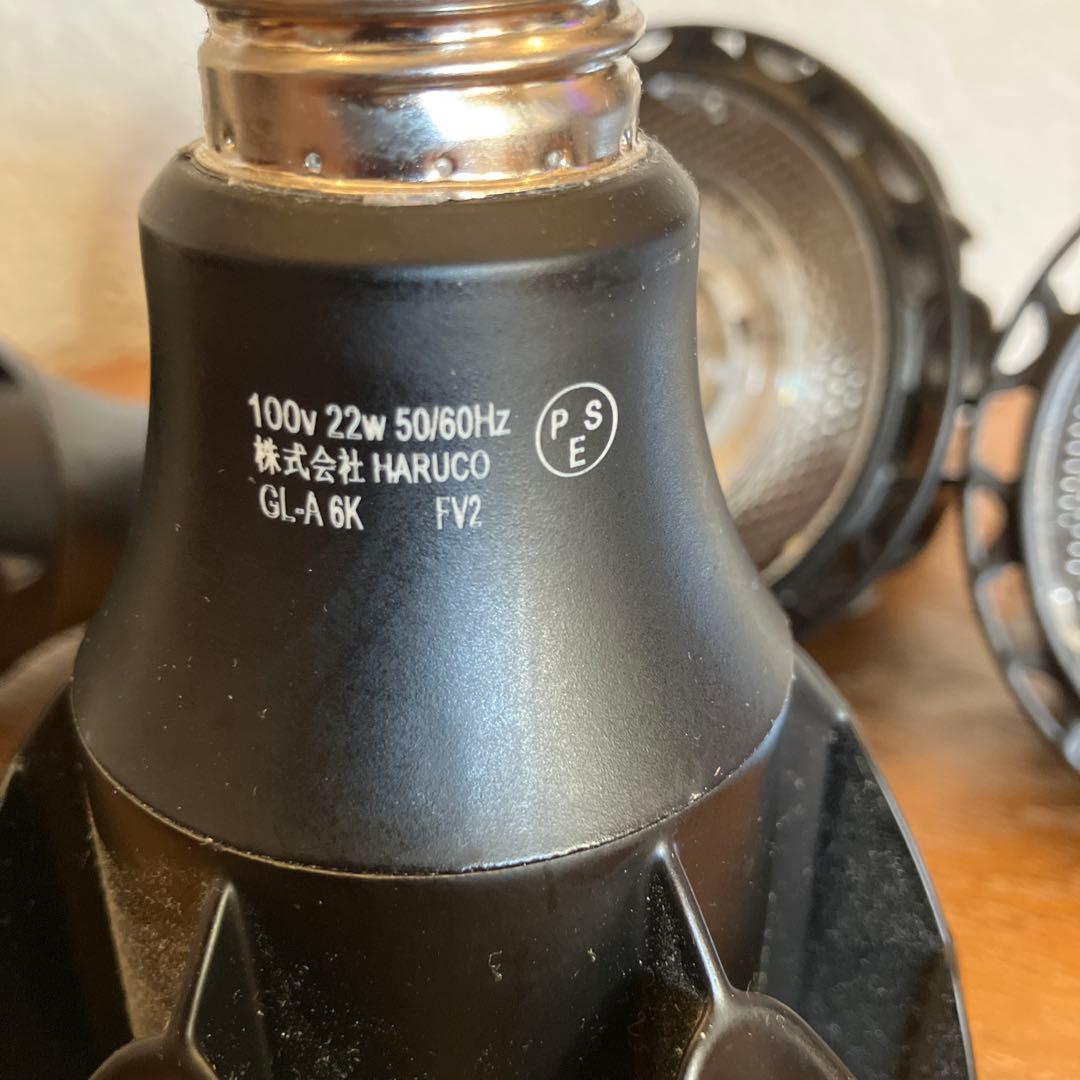 100v 22w 50/60Hz
株式会社 HARUCO
GL-A 6K FV2
PSE